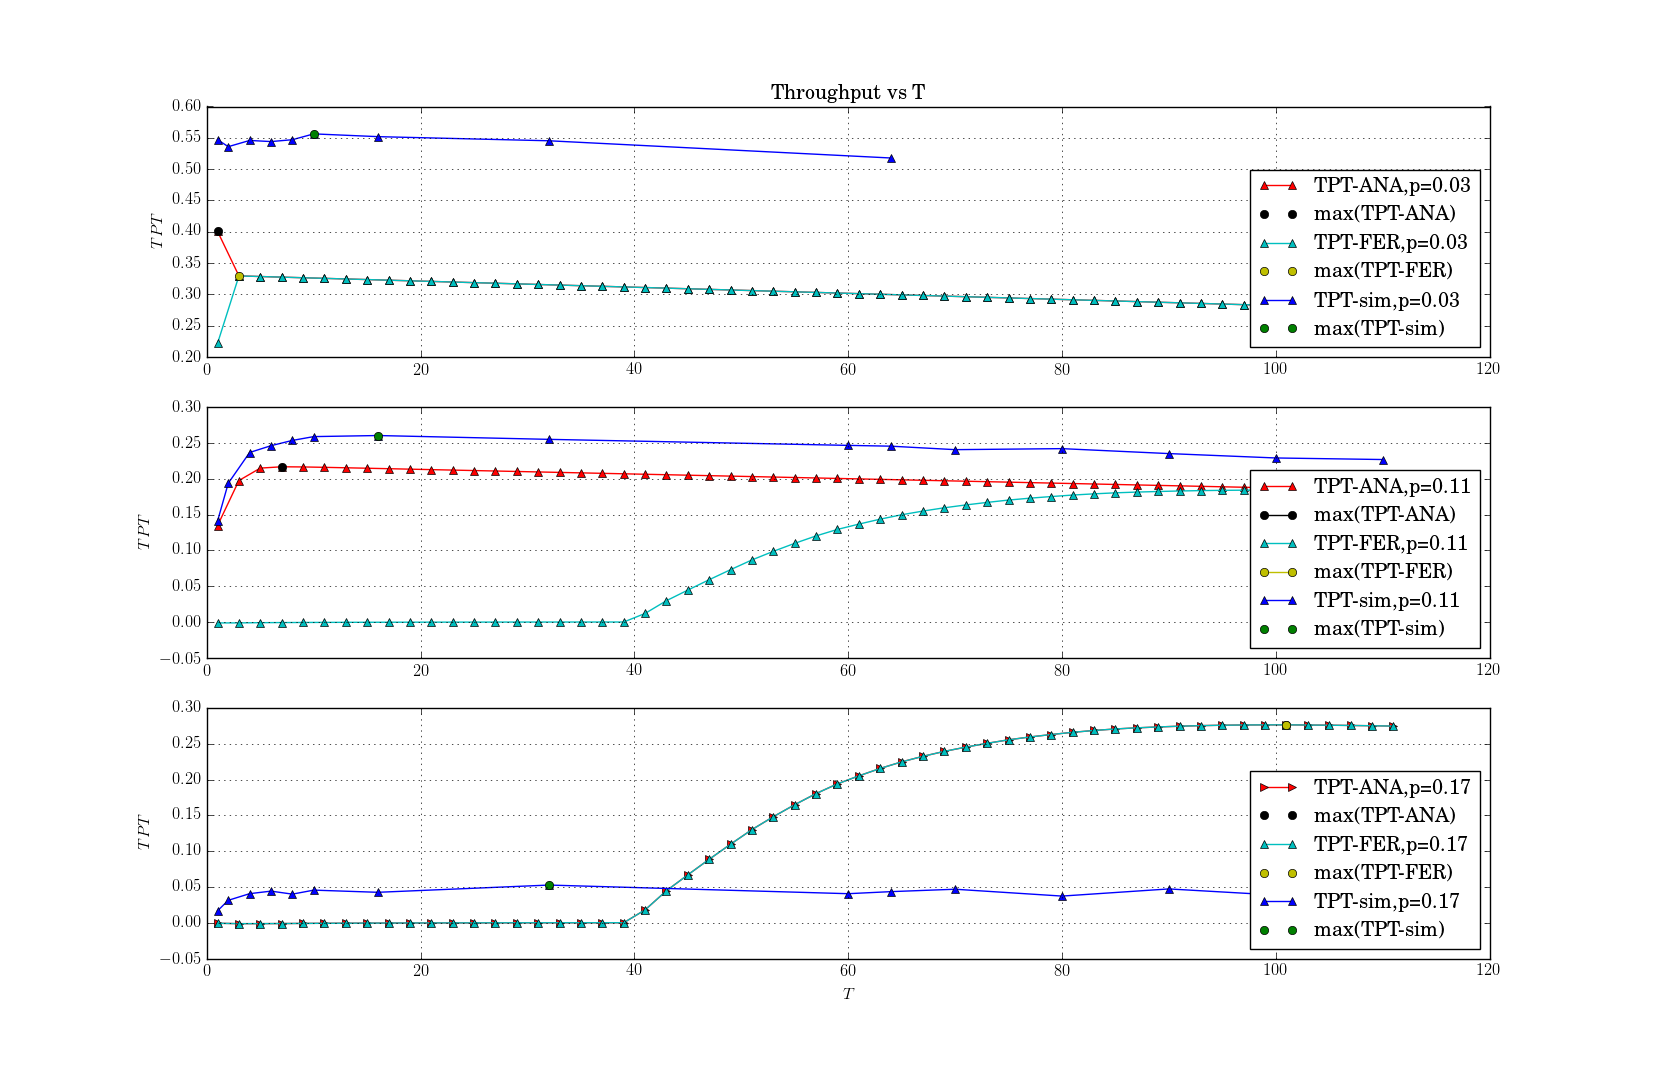 Throughput vs T
0.60
0.55
0.50
0.45
0.40
0.35
0.30
0.25
0.20
TPT
0 20 40 60 80 100 120
TPT-ANA,p=0.03
max(TPT-ANA)
TPT-FER,p=0.03
max(TPT-FER)
TPT-sim,p=0.03
max(TPT-sim)
0.30
0.25
0.20
0.15
0.10
0.05
0.00
−0.05
TPT
0 20 40 60 80 100 120
TPT-ANA,p=0.11
max(TPT-ANA)
TPT-FER,p=0.11
max(TPT-FER)
TPT-sim,p=0.11
max(TPT-sim)
0.30
0.25
0.20
0.15
0.10
0.05
0.00
−0.05
TPT
0 20 40 60 80 100 120
TPT-ANA,p=0.17
max(TPT-ANA)
TPT-FER,p=0.17
max(TPT-FER)
TPT-sim,p=0.17
max(TPT-sim)
T